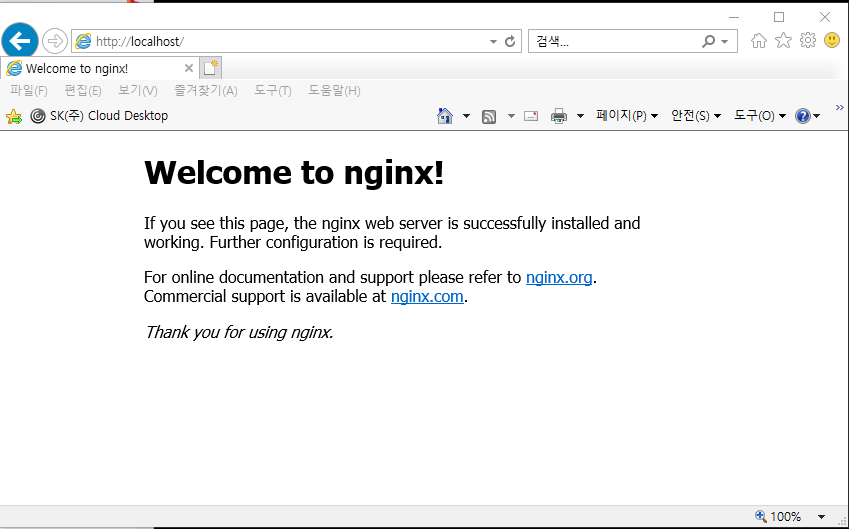 http://localhost/
검색...
Welcome to nginx!
파일(F) 편집(E) 보기(V) 즐겨찾기(A) 도구(T) 도움말(H)
SK(주) Cloud Desktop
페이지(P) 안전(S) 도구(O)
Welcome to nginx!
If you see this page, the nginx web server is successfully installed and
working. Further configuration is required.
For online documentation and support please refer to nginx.org.
Commercial support is available at nginx.com.
Thank you for using nginx.
100%